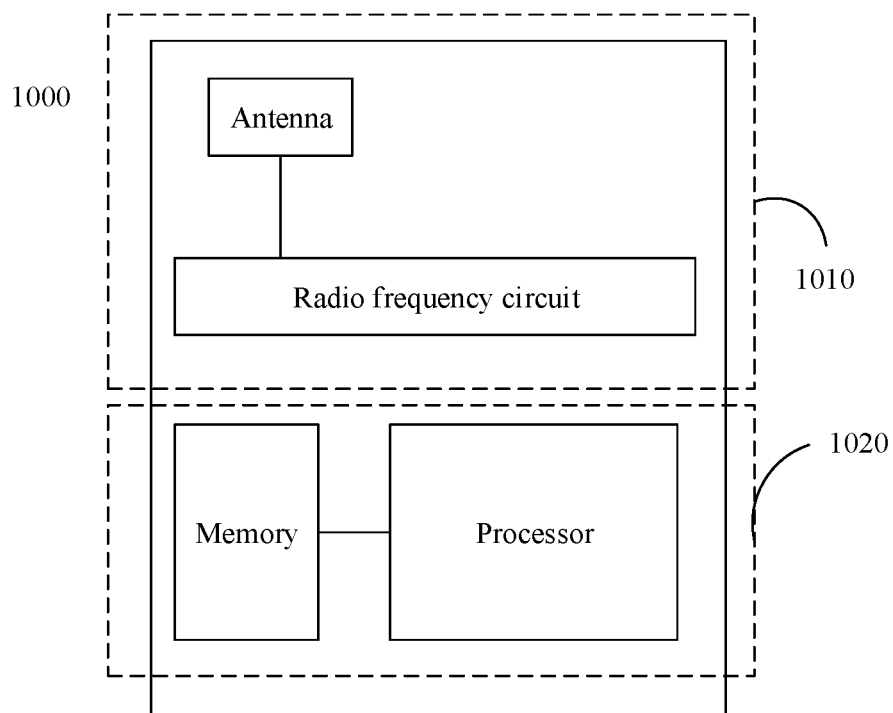 1000
Antenna
Radio frequency circuit
1010
1020
Memory
Processor